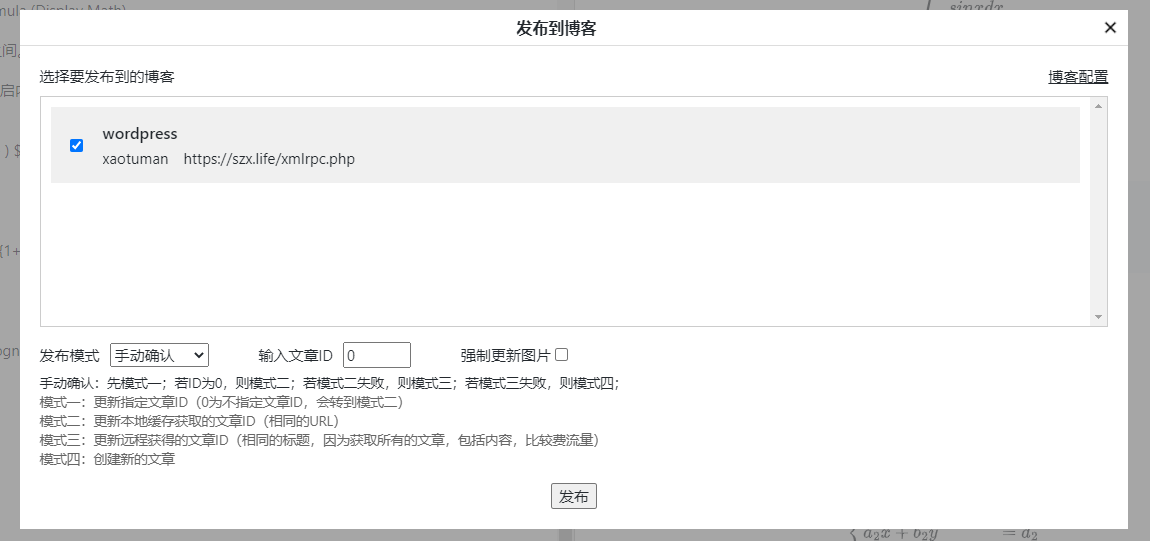 mula (Display Math)
sinxdx
发布到博客
选择要发布到的博客 博客配置
wordpress
xaotuman https://szx.life/xmlrpc.php
{1+
发布模式 手动确认 输入文章ID 0 强制更新图片
手动确认：先模式一；若ID为0，则模式二；若模式二失败，则模式三；若模式三失败，则模式四；
模式一：更新指定文章ID（0为不指定文章ID，会转到模式二）
模式二：更新本地缓存获取的文章ID（相同的URL）
模式三：更新远程获得的文章ID（相同的标题，因为获取所有的文章，包括内容，比较费流量）
模式四：创建新的文章
发布
a₂x + b₂y = d₂